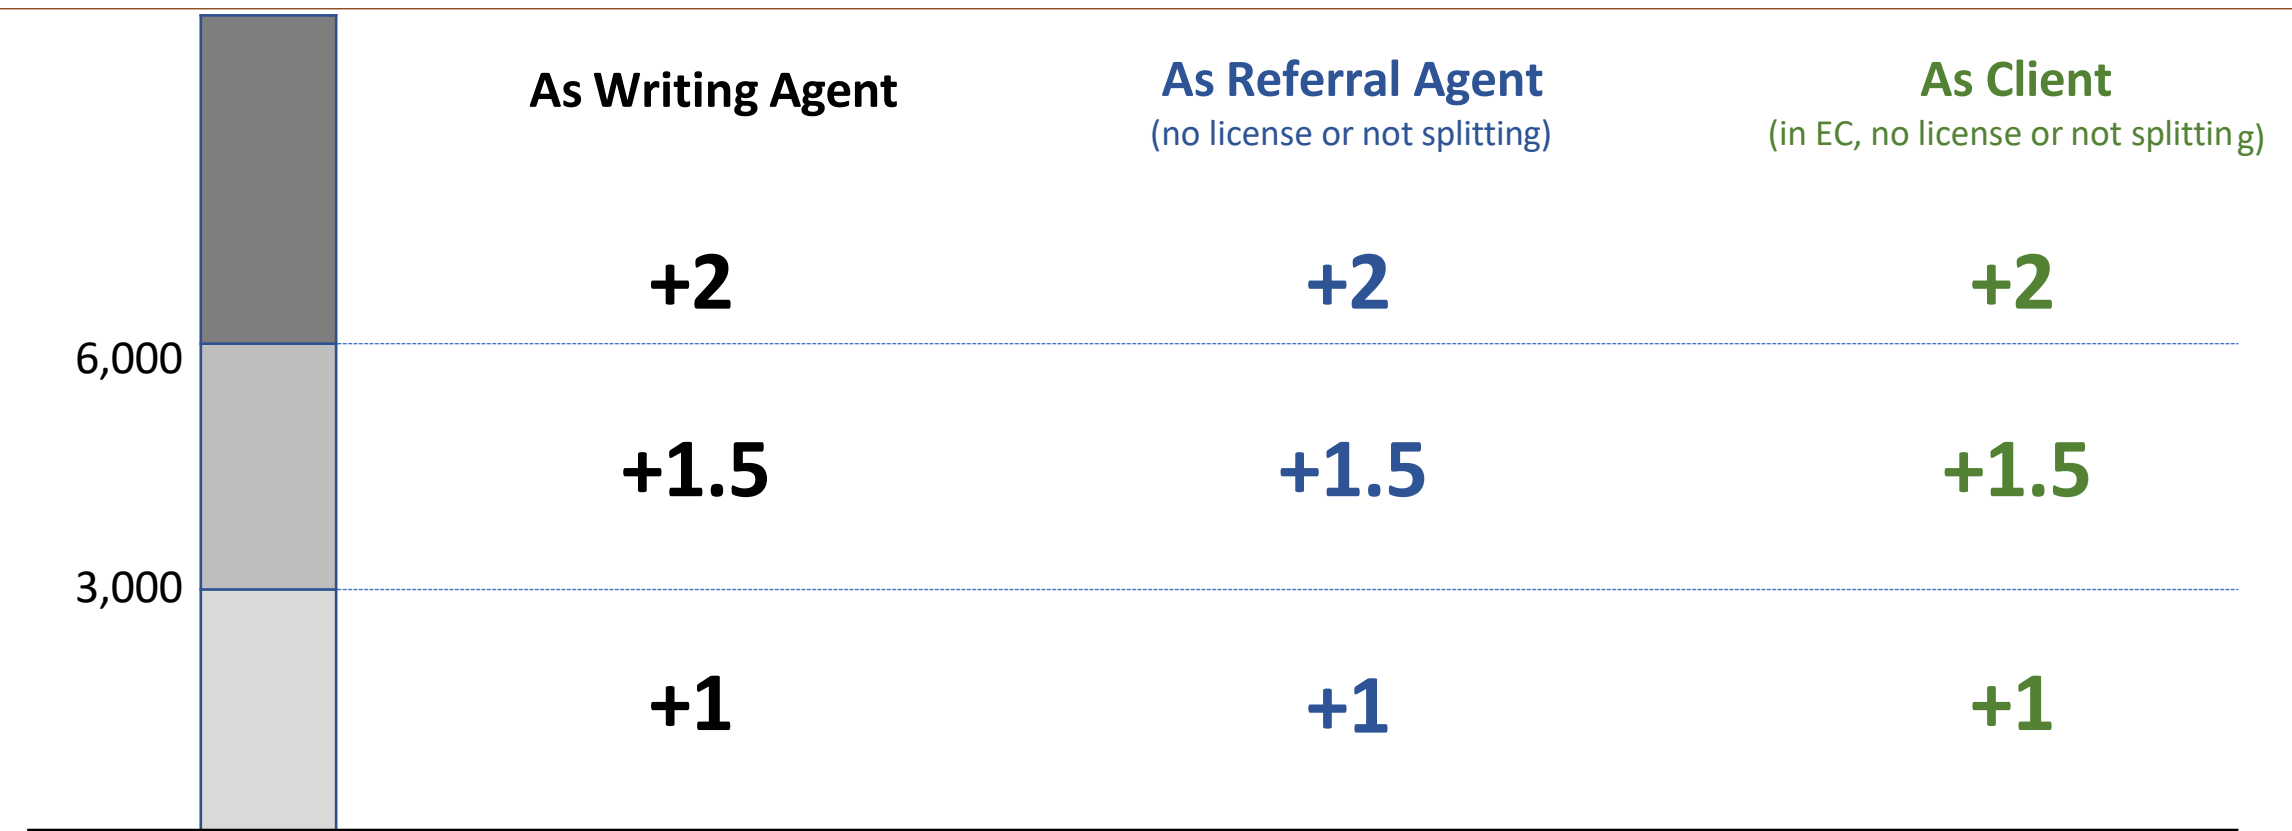 As Writing Agent
As Referral Agent
(no license or not splitting)
As Client
(in EC, no license or not splitting)
+2
+2
+2
6,000
+1.5
+1.5
+1.5
3,000
+1
+1
+1